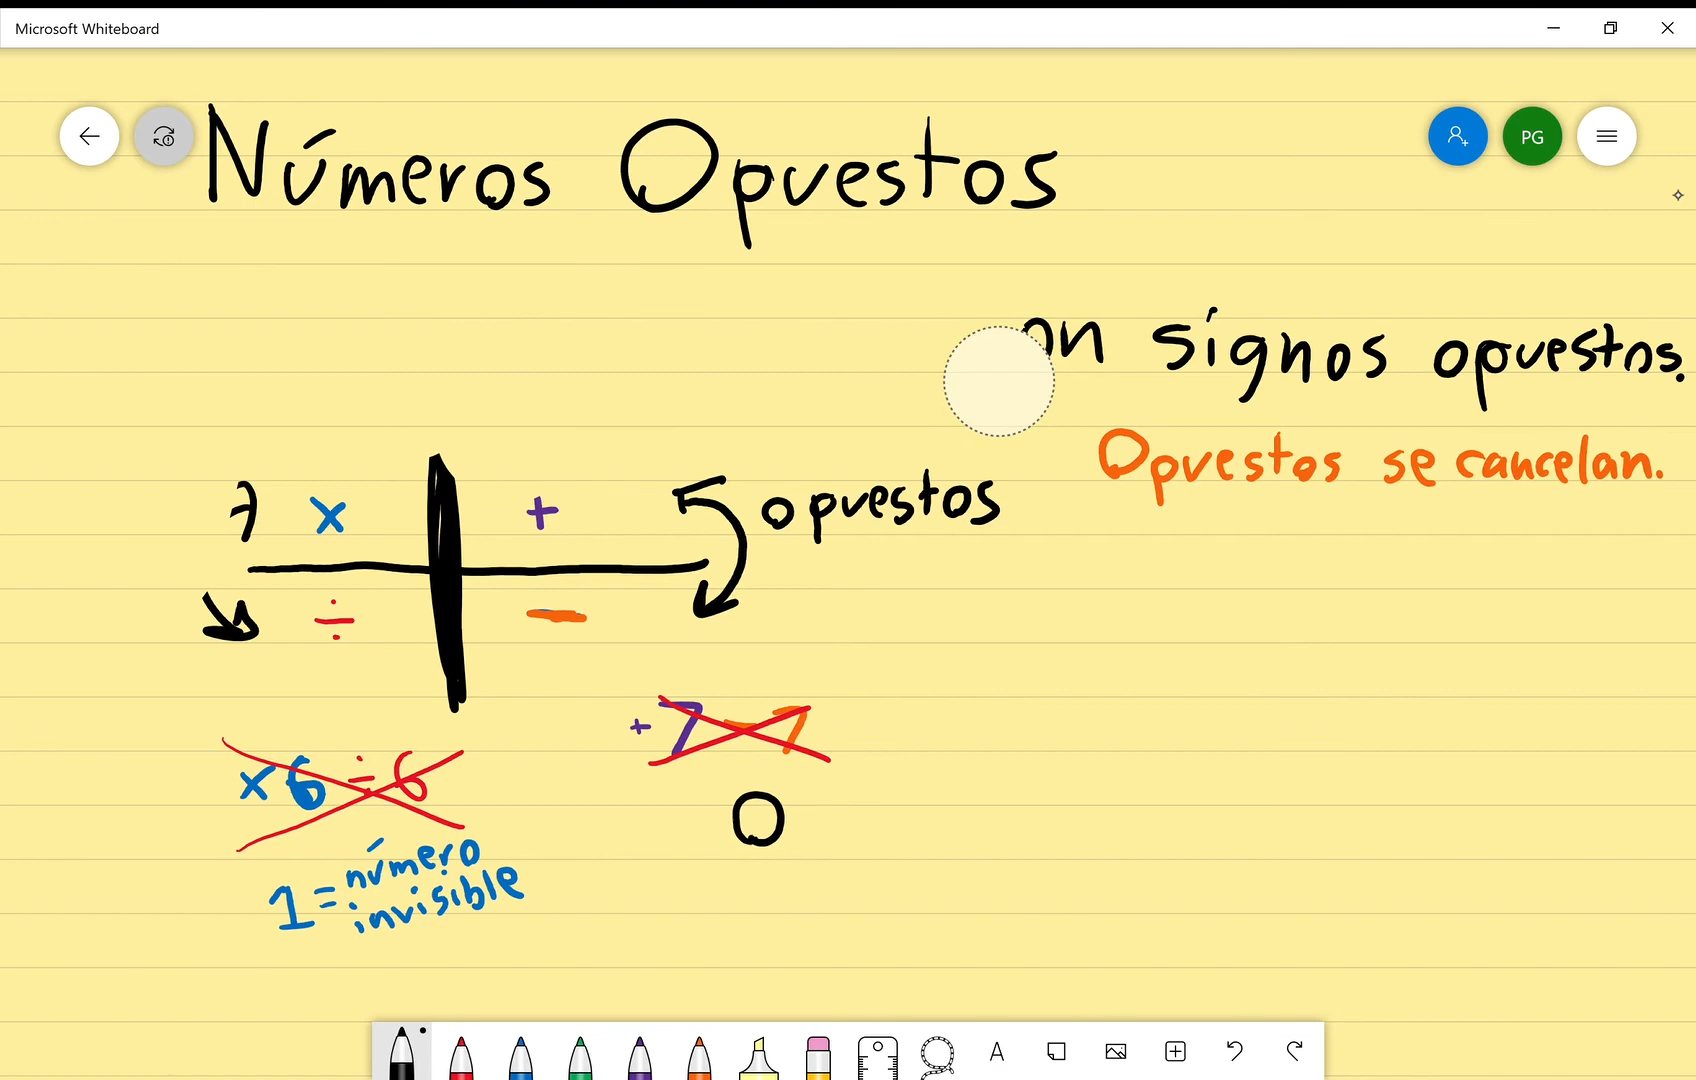 Microsoft Whiteboard
Números Opuestos
PG
on signos opuestos.
Opuestos se cancelan.
x + opuestos
÷ −
+7 −7
x6 ÷6
0
1 = número
invisible
A